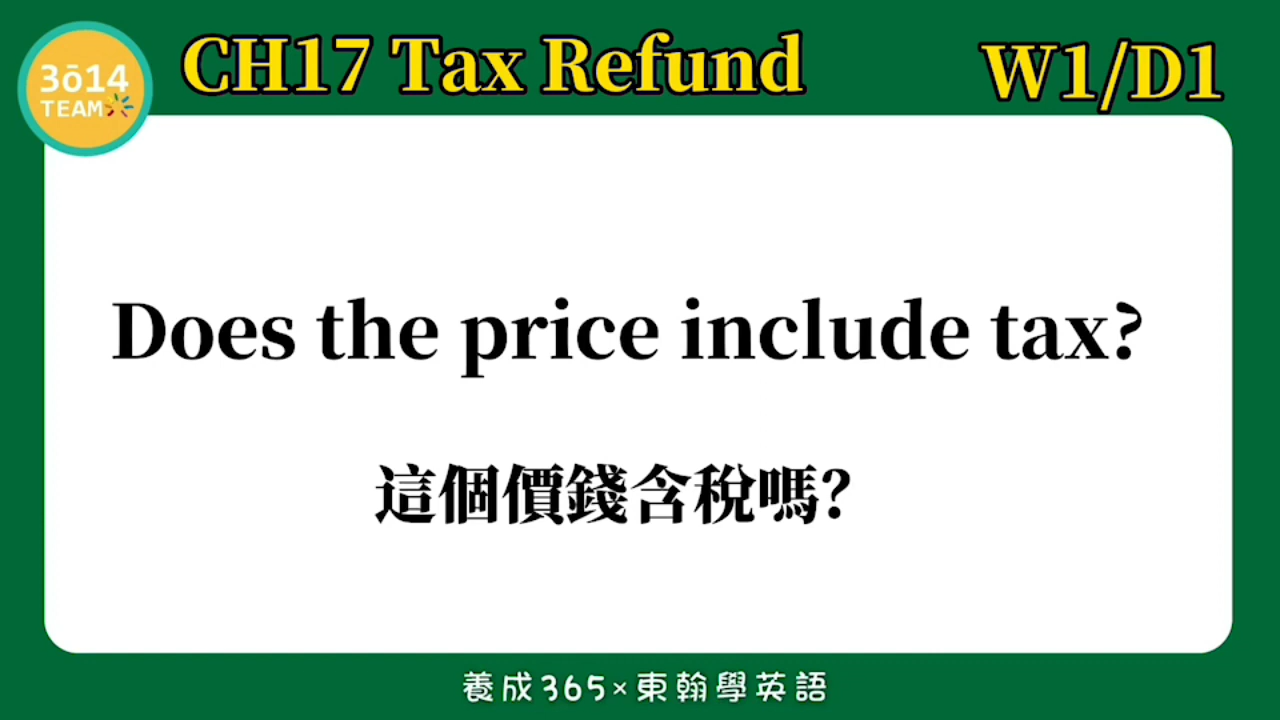 3ō14
TEAM
CH17 Tax Refund
W1/D1
Does the price include tax?
這個價錢含稅嗎?
養成365×東翰學英語